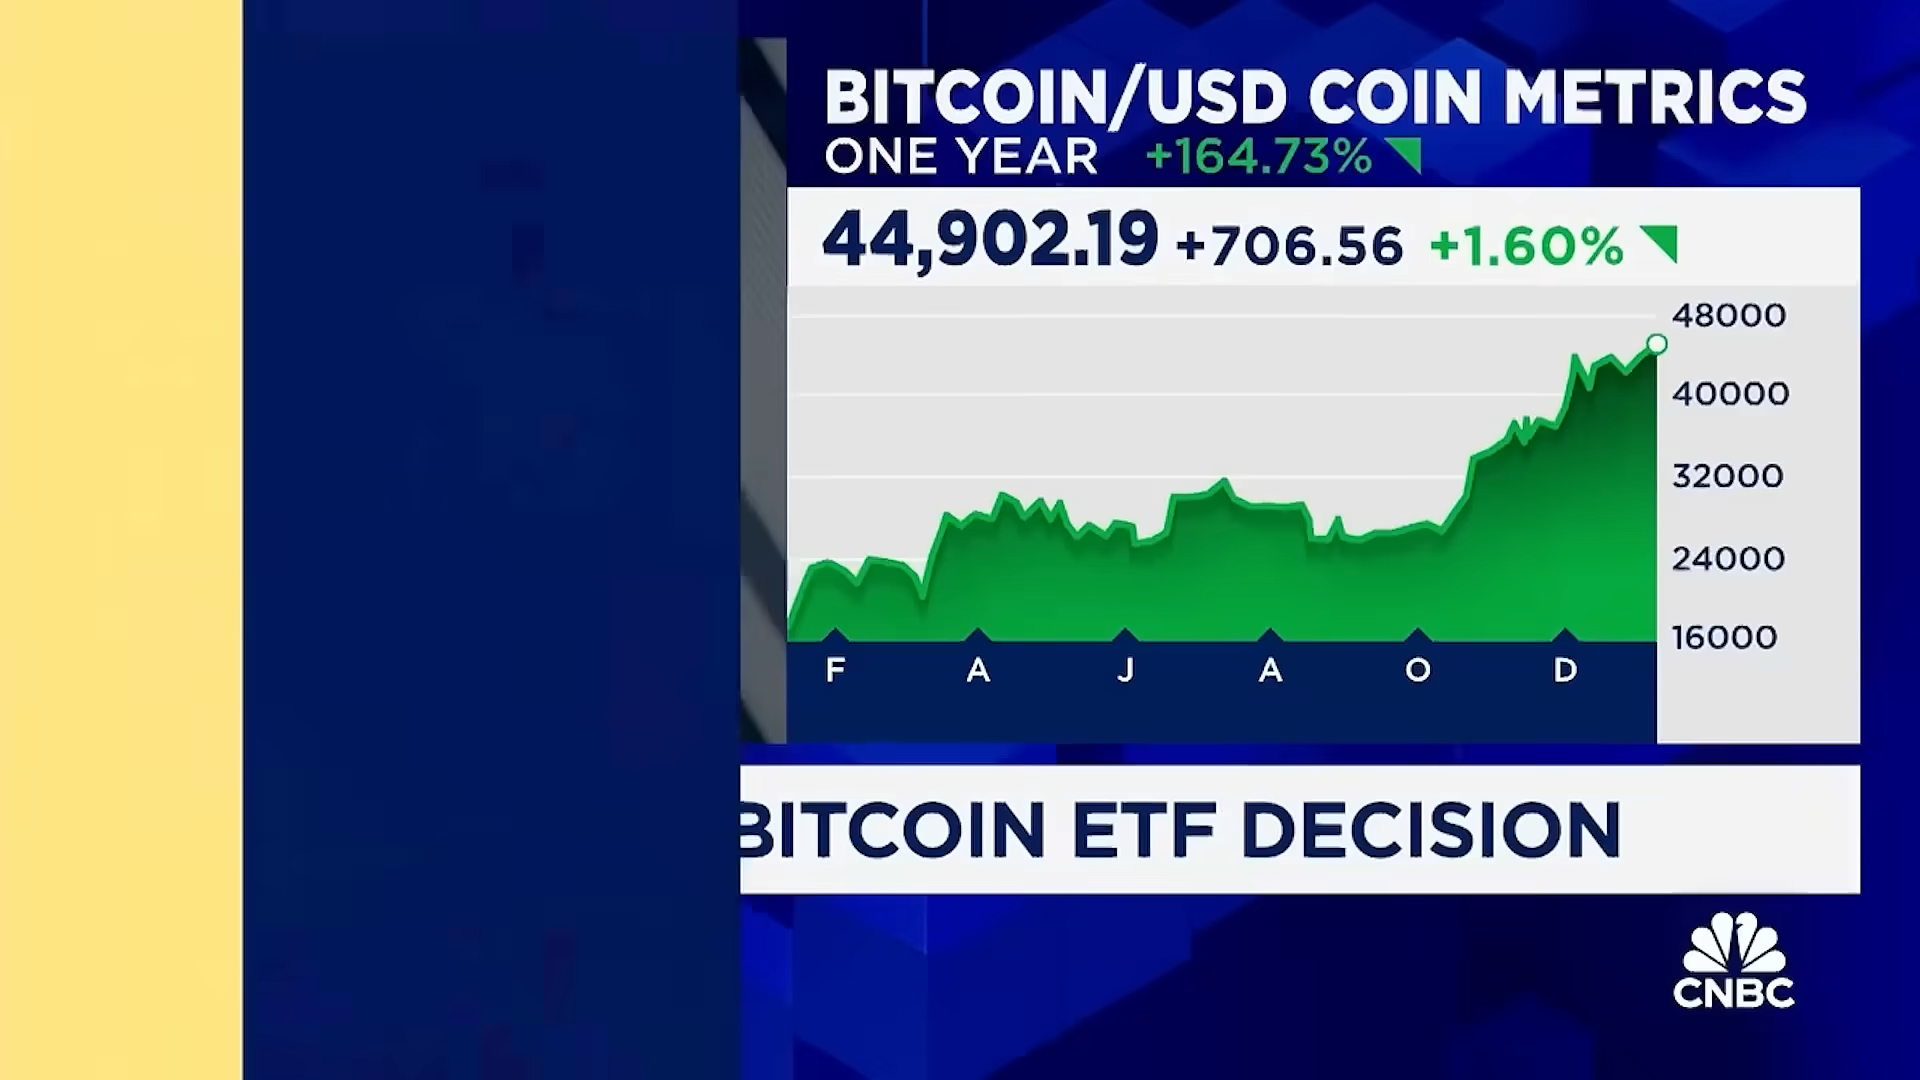 BITCOIN/USD COIN METRICS
ONE YEAR +164.73%
44,902.19 +706.56 +1.60%
48000
40000
32000
24000
16000
F A J A O D
BITCOIN ETF DECISION
CNBC